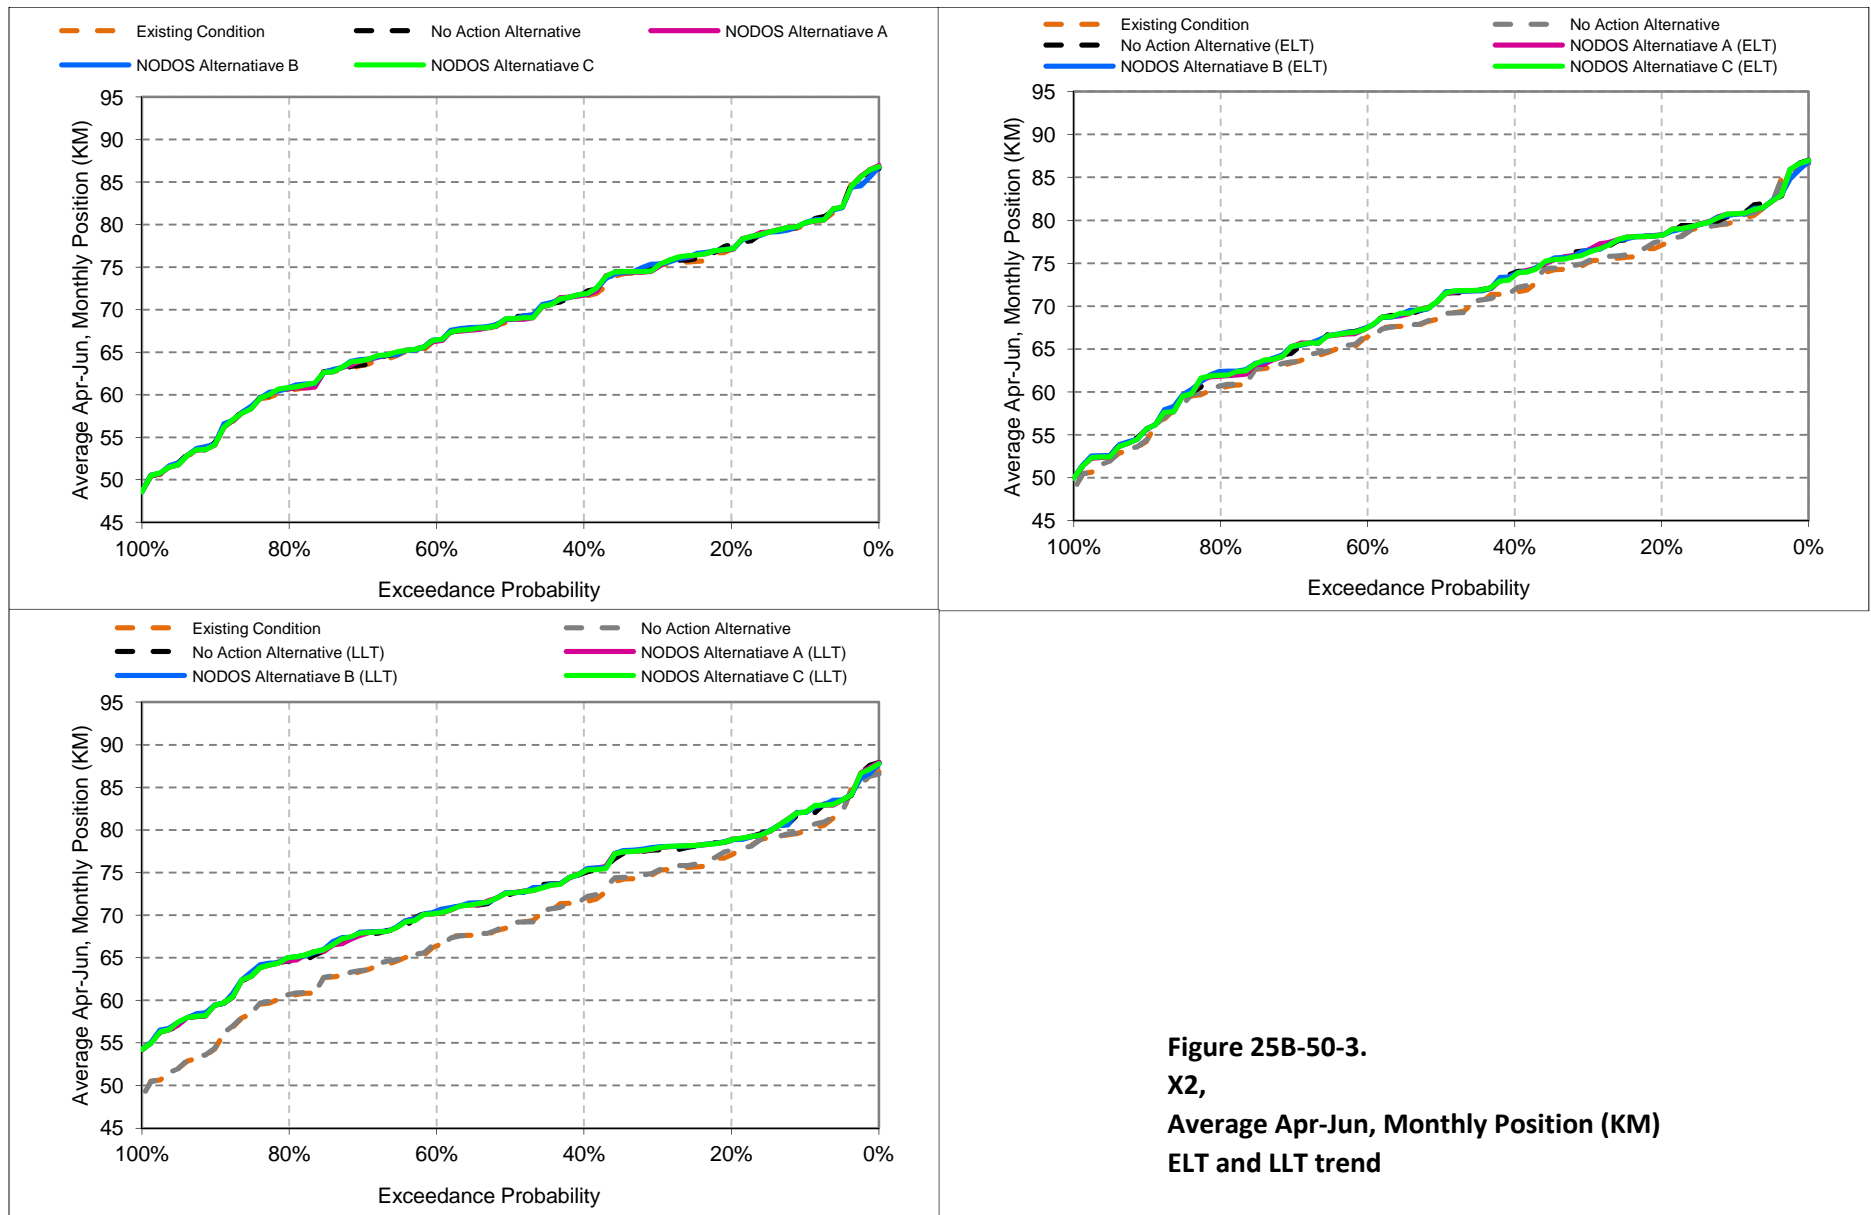 Existing Condition No Action Alternative NODOS Alternatiave A
NODOS Alternatiave B NODOS Alternatiave C
Average Apr-Jun, Monthly Position (KM)
95
90
85
80
75
70
65
60
55
50
45
100% 80% 60% 40% 20% 0%
Exceedance Probability
Existing Condition No Action Alternative
No Action Alternative (ELT) NODOS Alternatiave A (ELT)
NODOS Alternatiave B (ELT) NODOS Alternatiave C (ELT)
Average Apr-Jun, Monthly Position (KM)
95
90
85
80
75
70
65
60
55
50
45
100% 80% 60% 40% 20% 0%
Exceedance Probability
Existing Condition No Action Alternative
No Action Alternative (LLT) NODOS Alternatiave A (LLT)
NODOS Alternatiave B (LLT) NODOS Alternatiave C (LLT)
Average Apr-Jun, Monthly Position (KM)
95
90
85
80
75
70
65
60
55
50
45
100% 80% 60% 40% 20% 0%
Exceedance Probability
Figure 25B-50-3.
X2,
Average Apr-Jun, Monthly Position (KM)
ELT and LLT trend